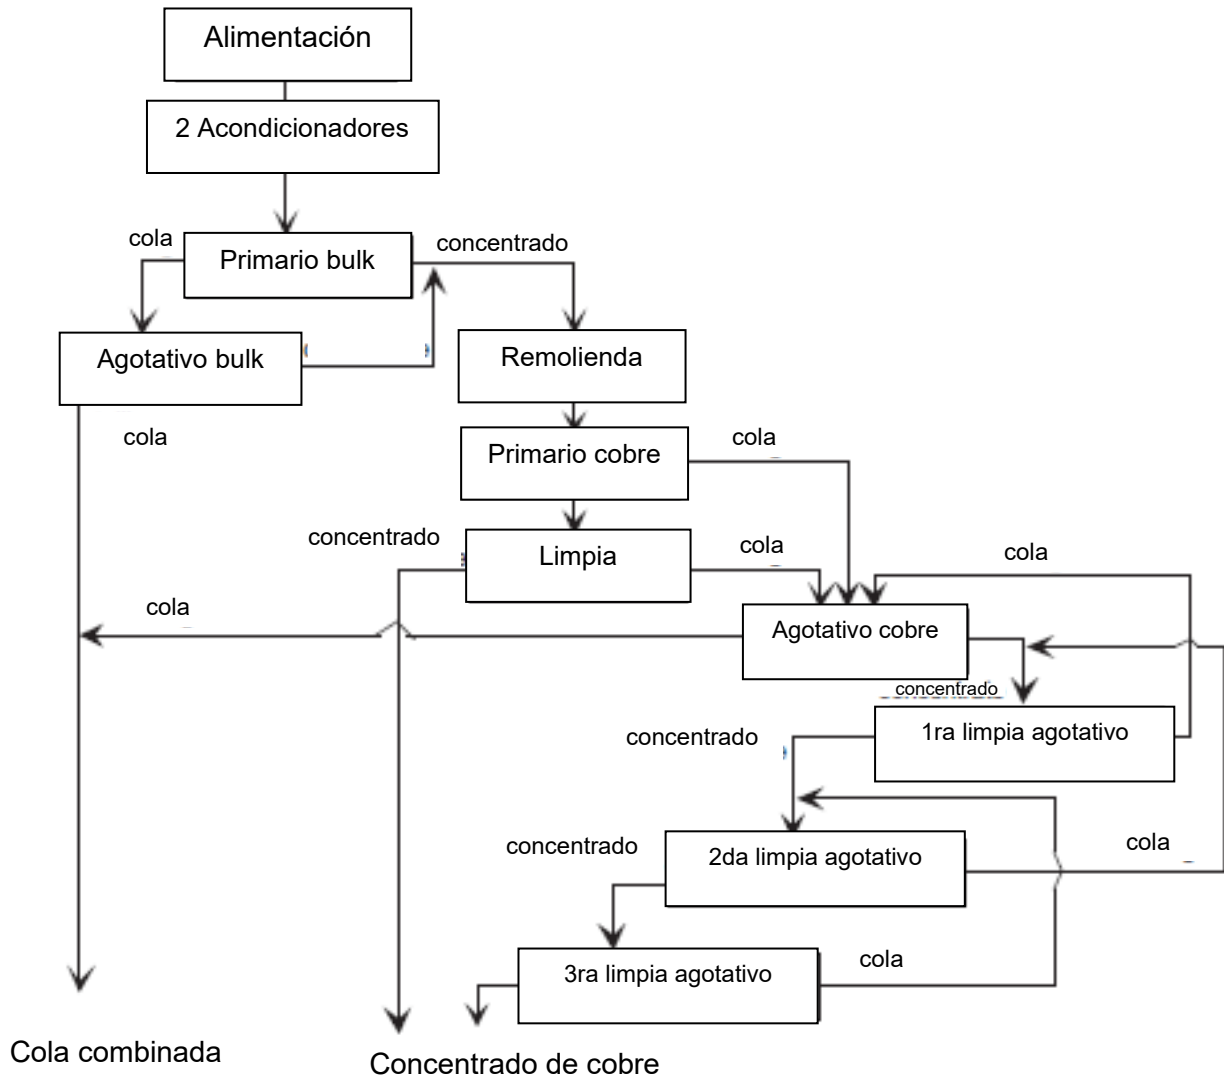 Alimentación
2 Acondicionadores
cola
Primario bulk
concentrado
Agotativo bulk
Remolienda
cola
Primario cobre
cola
concentrado
Limpia
cola
cola
cola
Agotativo cobre
concentrado
concentrado
1ra limpia agotativo
concentrado
2da limpia agotativo
cola
3ra limpia agotativo
cola
Cola combinada
Concentrado de cobre